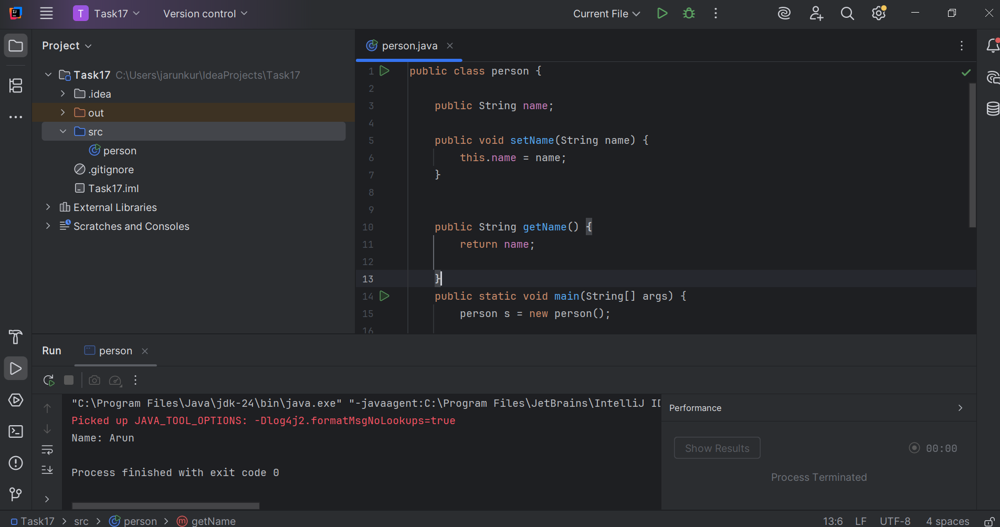 T Task17 Version control Current File
Project
Task17 C:\Users\jarunkur\IdeaProjects\Task17
.idea
out
src
person
.gitignore
Task17.iml
External Libraries
Scratches and Consoles
person.java
1 public class person {
2
3 public String name;
4
5 public void setName(String name) {
6 this.name = name;
7 }
8
9
10 public String getName() {
11 return name;
12
13 }
14 public static void main(String[] args) {
15 person s = new person();
16
Run person
"C:\Program Files\Java\jdk-24\bin\java.exe" "-javaagent:C:\Program Files\JetBrains\IntelliJ ID
Picked up JAVA_TOOL_OPTIONS: -Dlog4j2.formatMsgNoLookups=true
Name: Arun
Process finished with exit code 0
Performance
Show Results 00:00
Process Terminated
Task17 > src > person > getName 13:6 LF UTF-8 4 spaces